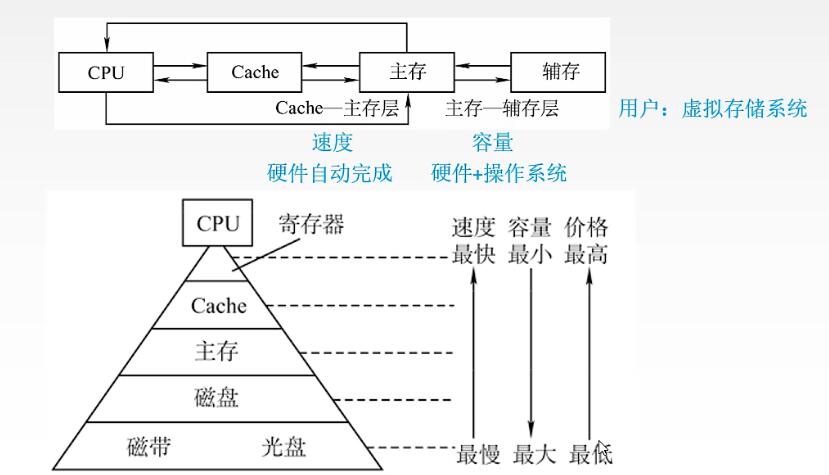 CPU
Cache
主存
辅存
Cache—主存层
主存—辅存层
用户：虚拟存储系统
速度
容量
硬件自动完成
硬件+操作系统
CPU
寄存器
速度 容量 价格
最快 最小 最高
Cache
主存
磁盘
磁带
光盘
最慢 最大 最低